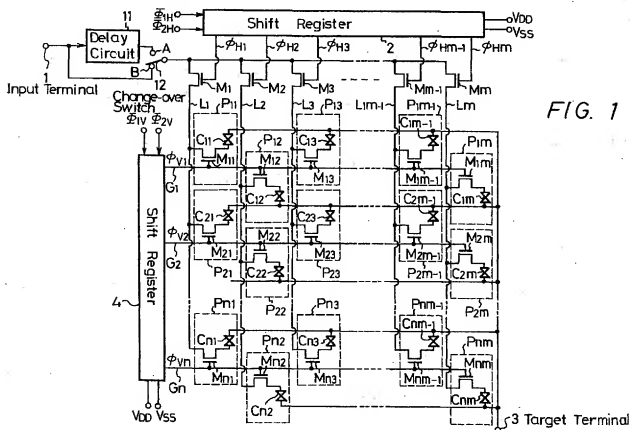 11
Delay Circuit
A
B
12
1
Input Terminal
Change-over Switch
Φ1H
Φ2H
Shift Register
2
VDD
VSS
ΦH1 ΦH2 ΦH3 ΦHm-1 ΦHm
M1 M2 M3 Mm-1 Mm
L1 P11 L2 L3 P13 L1m-1 P1m-1 Lm
FIG. 1
Φ1V Φ2V
C11 P12 C13 C1m-1 P1m
ΦV1 M11 M12 M13 M1m-1 M1m
G1 C12 C1m
Shift Register
4
C21 C23 C2m-1
ΦV2 M21 M22 M23 M2m-1 M2m
G2 P21 C22 P23 P2m-1 C2m
P22 P2m
Pn1 Pn3 Pnm-1
Cn1 Pn2 Cn3 Cnm-1 Pnm
ΦVn Mn1 Mn2 Mn3 Mnm-1 Mnm
Gn Cn2 Cnm
VDD VSS
3 Target Terminal